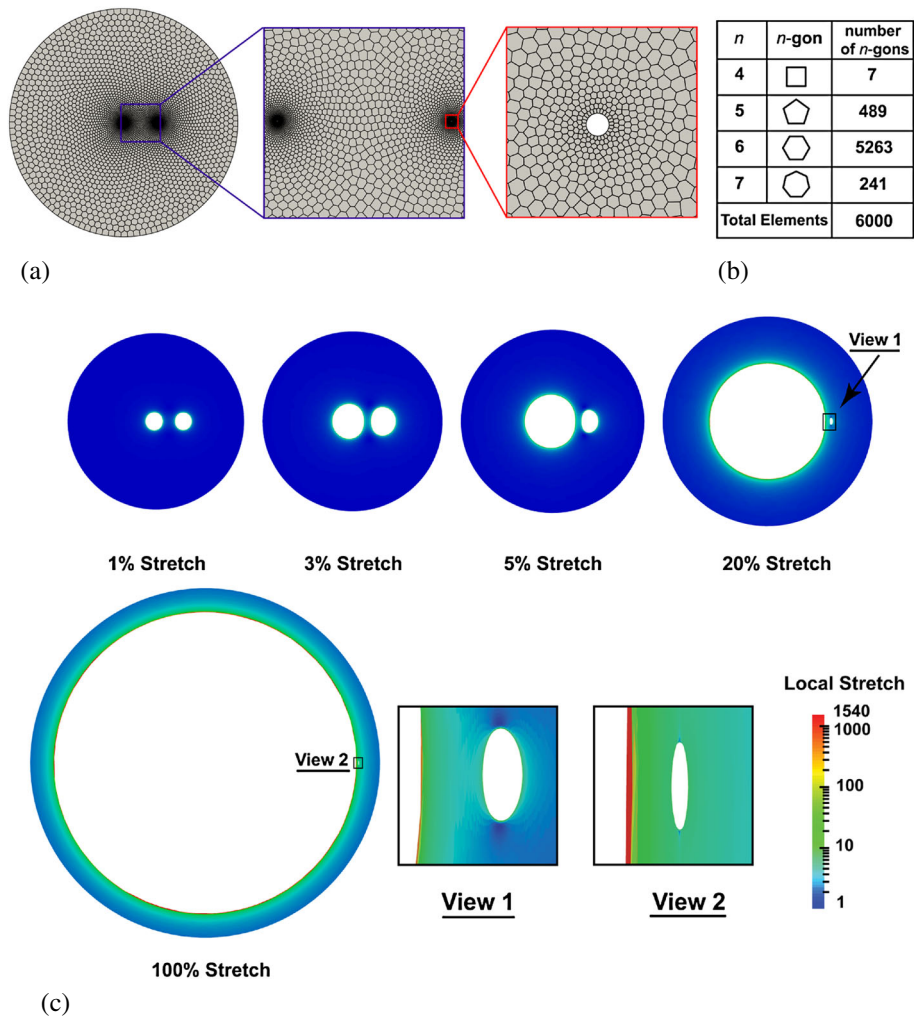 (a)
(b)
n n-gon number of n-gons
4 7
5 489
6 5263
7 241
Total Elements 6000
View 1
1% Stretch 3% Stretch 5% Stretch 20% Stretch
View 2
100% Stretch
View 1
View 2
Local Stretch
1540
1000
100
10
1
(c)